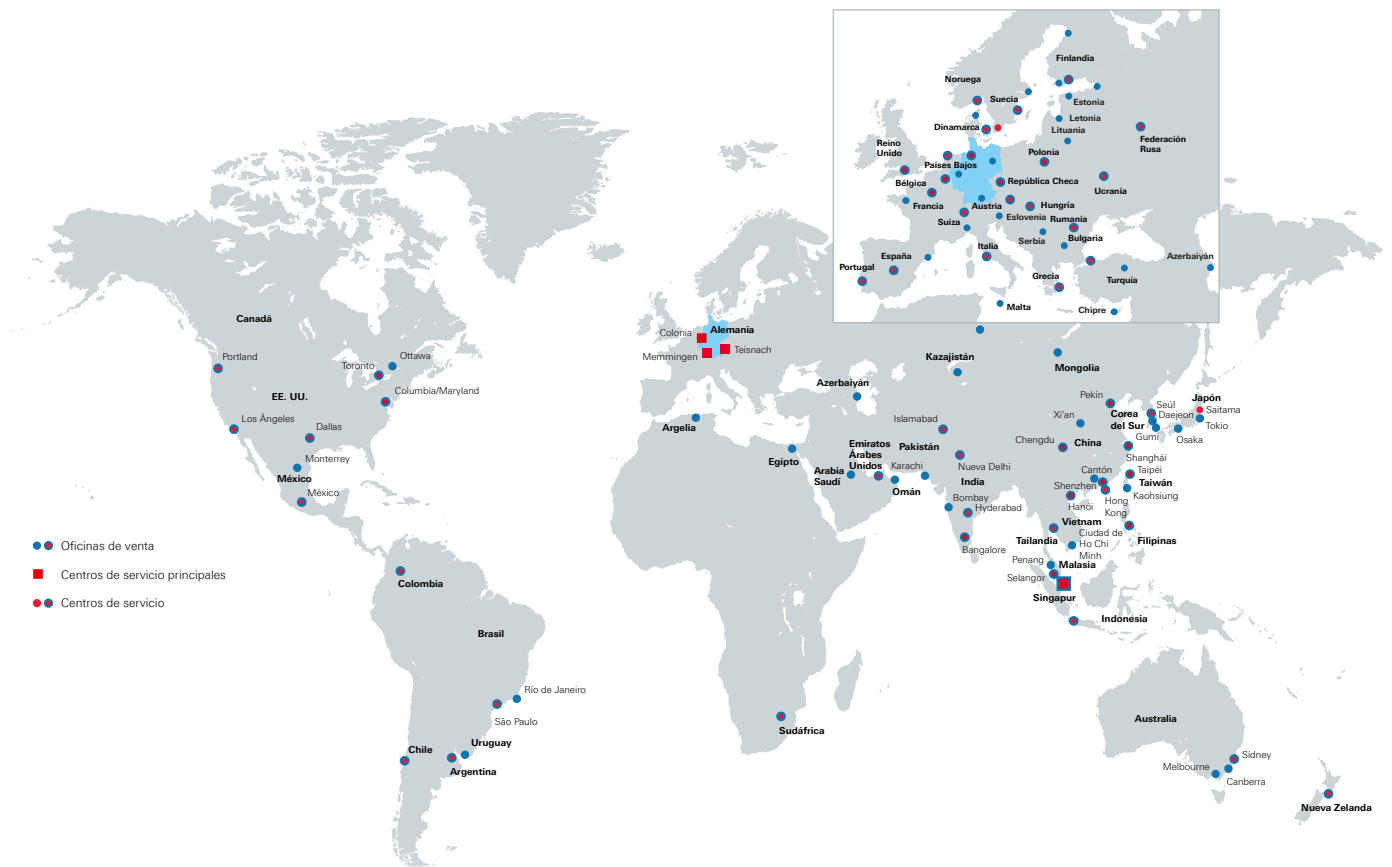 Finlandia
Noruega
Suecia
Estonia
Letonia
Dinamarca
Lituania
Federación
Rusa
Reino
Unido
Polonia
Países Bajos
República Checa
Bélgica
Ucrania
Francia
Austria
Hungría
Eslovenia
Rumanía
Suiza
Serbia
Bulgaria
Italia
España
Azerbaiyán
Portugal
Grecia
Turquía
Malta
Chipre
Canadá
Portland
Toronto
Ottawa
Columbia/Maryland
EE. UU.
Los Ángeles
Dallas
Monterrey
México
México
Colonia
Alemania
Memmingen
Teisnach
Kazajistán
Mongolia
Azerbaiyán
Argelia
Egipto
Islamabad
Pakistán
Emiratos
Árabes
Unidos
Arabia
Saudí
Karachi
Omán
Nueva Delhi
India
Bombay
Hyderabad
Bangalore
Pekín
Xi'an
Chengdu
China
Corea
del Sur
Seúl
Daejeon
Gumi
Japón
Saitama
Tokio
Osaka
Shanghái
Cantón
Taipéi
Taiwán
Shenzhen
Kaohsiung
Hanói
Hong
Kong
Vietnam
Tailandia
Ciudad de
Ho Chi
Minh
Filipinas
Penang
Malasia
Selangor
Singapur
Indonesia
Oficinas de venta
Centros de servicio principales
Centros de servicio
Colombia
Brasil
Río de Janeiro
São Paulo
Chile
Uruguay
Argentina
Sudáfrica
Australia
Sídney
Melbourne
Canberra
Nueva Zelanda